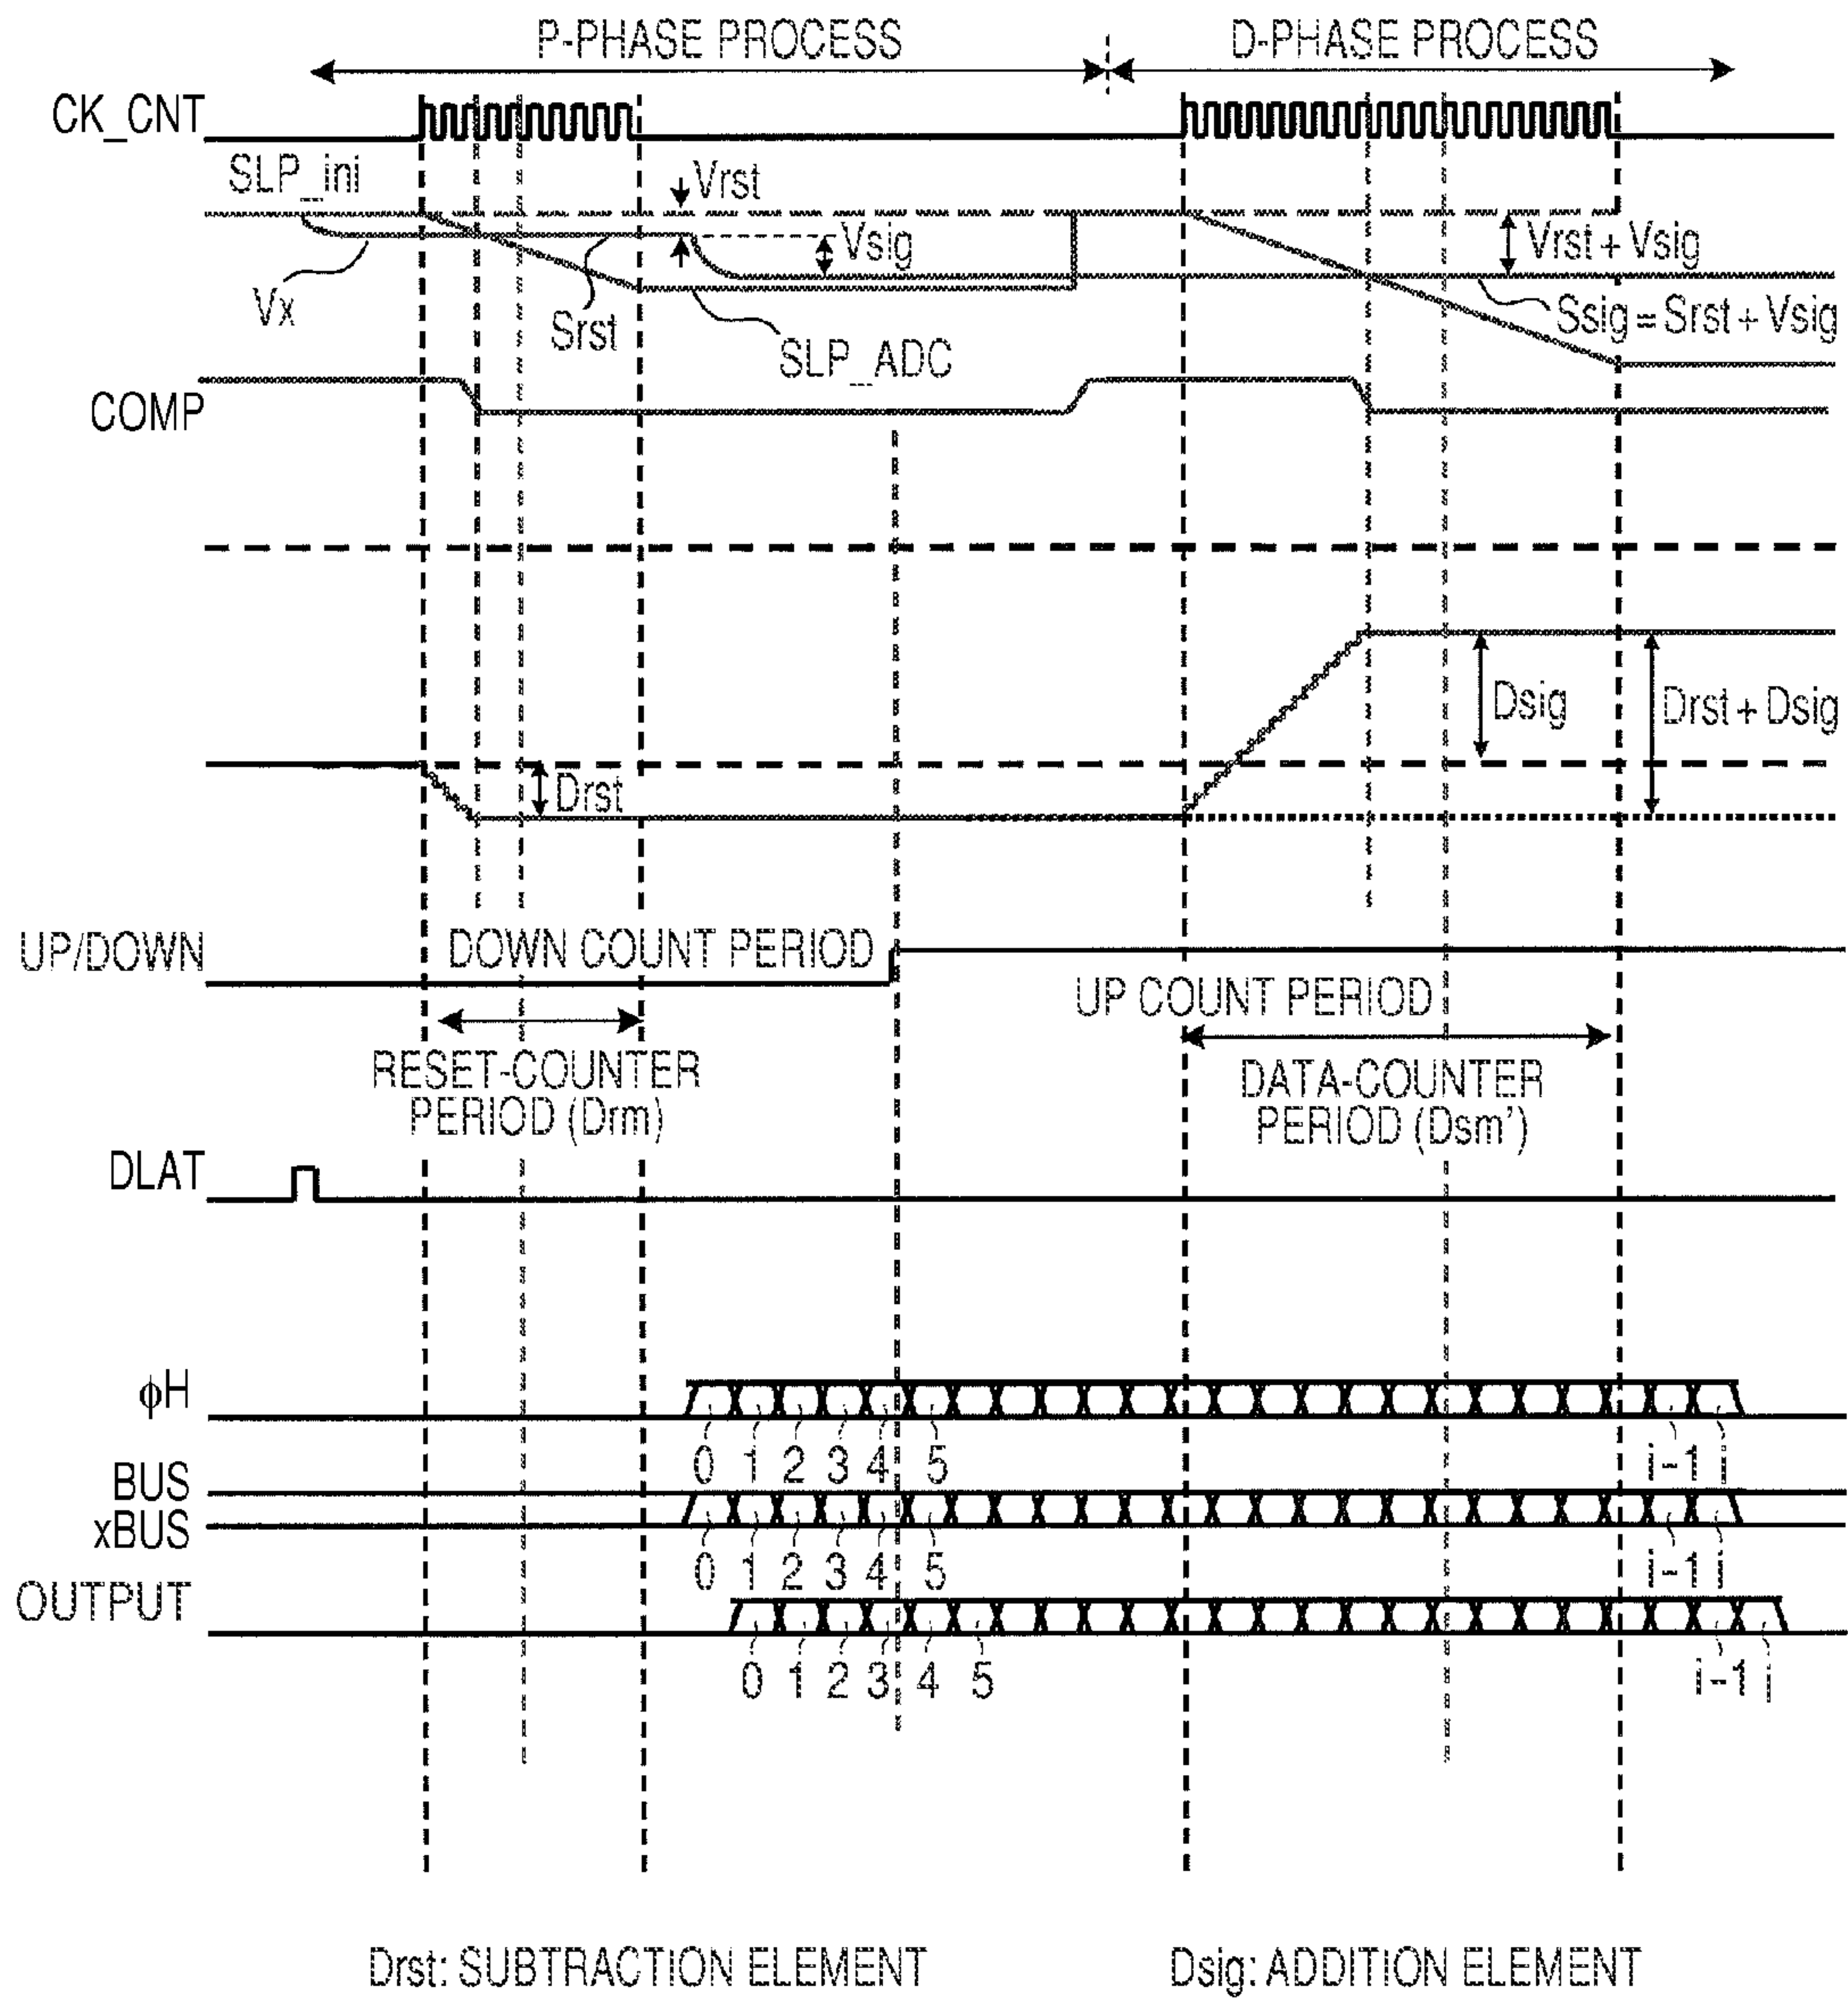 P-PHASE PROCESS
D-PHASE PROCESS
CK_CNT
SLP_ini
Vrst
Vsig
Vrst + Vsig
Vx
Srst
SLP_ADC
Ssig = Srst + Vsig
COMP
Dsig
Drst + Dsig
Drst
UP/DOWN
DOWN COUNT PERIOD
UP COUNT PERIOD
RESET-COUNTER
PERIOD (Drm)
DATA-COUNTER
PERIOD (Dsm')
DLAT
ϕH
0 1 2 3 4 5 i-1 i
BUS
xBUS
0 1 2 3 4 5 i-1 i
OUTPUT
0 1 2 3 4 5 i-1 i
Drst: SUBTRACTION ELEMENT
Dsig: ADDITION ELEMENT